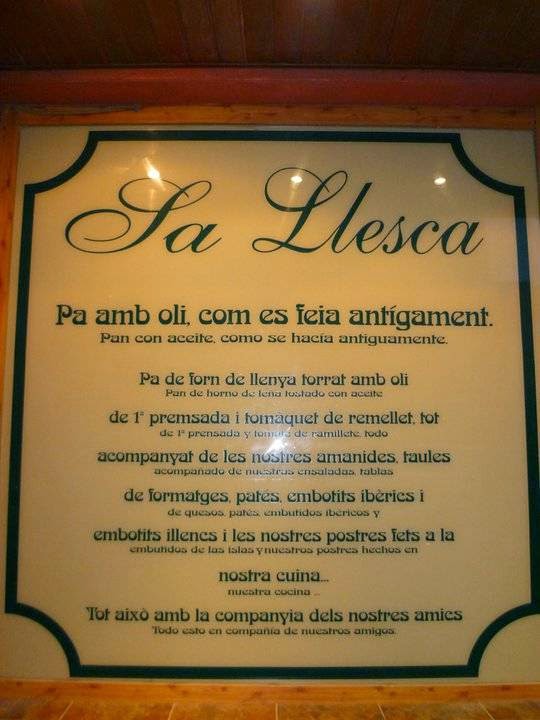 Sa Llesca
Pa amb oli, com es feia antígament.
Pan con aceite, como se hacía antiguamente.
Pa de forn de llenya torrat amb oli
Pan de horno de leña tostado con aceite
de 1ª premsada i tomàquet de remellet, tot
de 1ª prensada y tomate de ramillete, todo
acompanyat de les nostres amanides, taules
acompañado de nuestras ensaladas, tablas
de formatges, patés, embotits ibèrics i
de quesos, patés, embutidos ibéricos y
embotits illencs i les nostres postres fets a la
embutidos de las islas y nuestros postres hechos en
nostra cuina...
nuestra cocina ...
Tot això amb la companyia dels nostres amics
Todo esto en compañía de nuestros amigos.